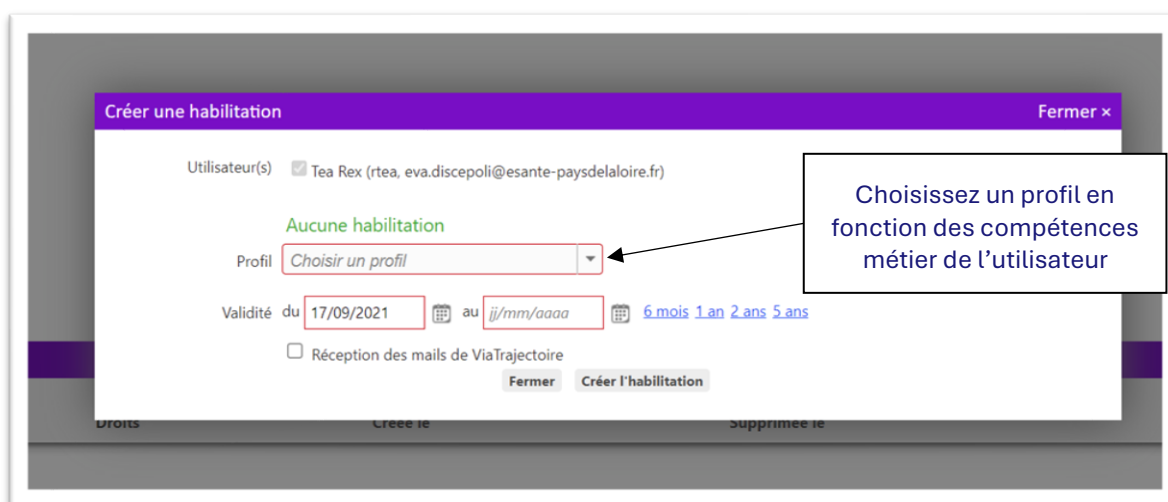 Créer une habilitation
Fermer ×
Utilisateur(s) Tea Rex (rtea, eva.discepoli@esante-paysdelaloire.fr)
Choisissez un profil en
fonction des compétences
métier de l’utilisateur
Aucune habilitation
Profil Choisir un profil
Validité du 17/09/2021 au jj/mm/aaaa 6 mois 1 an 2 ans 5 ans
Réception des mails de ViaTrajectoire
Fermer Créer l'habilitation
Droits Créée le Supprimée le